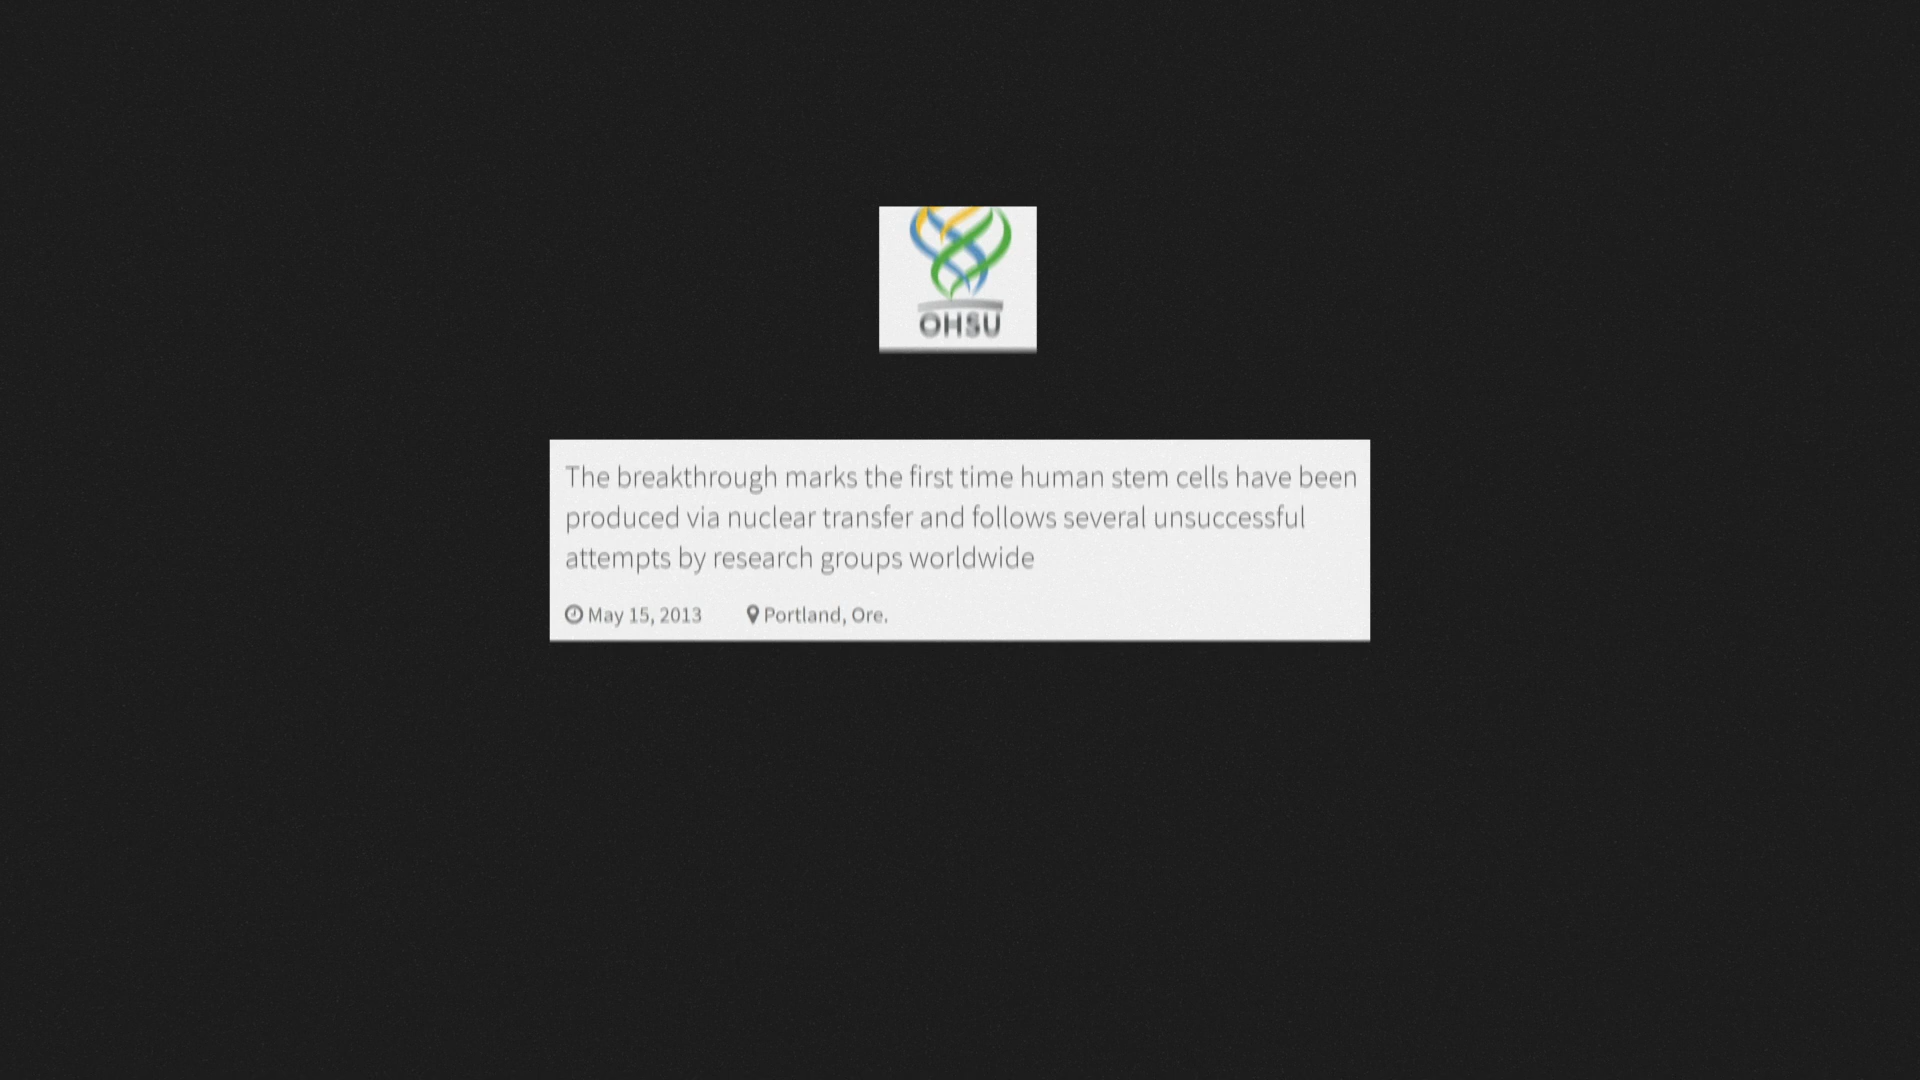 OHSU
The breakthrough marks the first time human stem cells have been
produced via nuclear transfer and follows several unsuccessful
attempts by research groups worldwide
May 15, 2013 Portland, Ore.